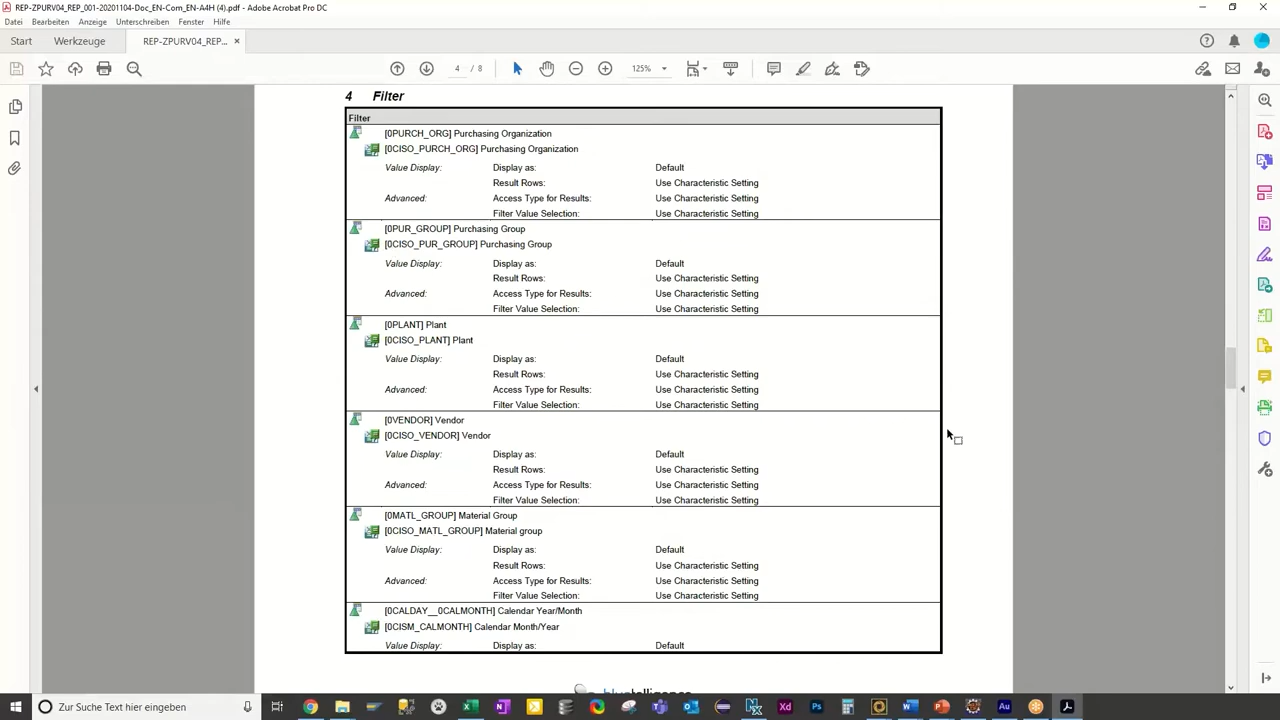 REP-ZPURV04_REP_001-20201104-Doc_EN-Com_EN-A4H (4).pdf - Adobe Acrobat Pro DC
Datei Bearbeiten Anzeige Unterschreiben Fenster Hilfe
Start Werkzeuge REP-ZPURV04_REP... ×
4 / 8 125%
4 Filter
Filter
[0PURCH_ORG] Purchasing Organization
[0CISO_PURCH_ORG] Purchasing Organization
Value Display: Display as: Default
Result Rows: Use Characteristic Setting
Advanced: Access Type for Results: Use Characteristic Setting
Filter Value Selection: Use Characteristic Setting
[0PUR_GROUP] Purchasing Group
[0CISO_PUR_GROUP] Purchasing Group
Value Display: Display as: Default
Result Rows: Use Characteristic Setting
Advanced: Access Type for Results: Use Characteristic Setting
Filter Value Selection: Use Characteristic Setting
[0PLANT] Plant
[0CISO_PLANT] Plant
Value Display: Display as: Default
Result Rows: Use Characteristic Setting
Advanced: Access Type for Results: Use Characteristic Setting
Filter Value Selection: Use Characteristic Setting
[0VENDOR] Vendor
[0CISO_VENDOR] Vendor
Value Display: Display as: Default
Result Rows: Use Characteristic Setting
Advanced: Access Type for Results: Use Characteristic Setting
Filter Value Selection: Use Characteristic Setting
[0MATL_GROUP] Material Group
[0CISO_MATL_GROUP] Material group
Value Display: Display as: Default
Result Rows: Use Characteristic Setting
Advanced: Access Type for Results: Use Characteristic Setting
Filter Value Selection: Use Characteristic Setting
[0CALDAY__0CALMONTH] Calendar Year/Month
[0CISM_CALMONTH] Calendar Month/Year
Value Display: Display as: Default
bluetelligence
Zur Suche Text hier eingeben